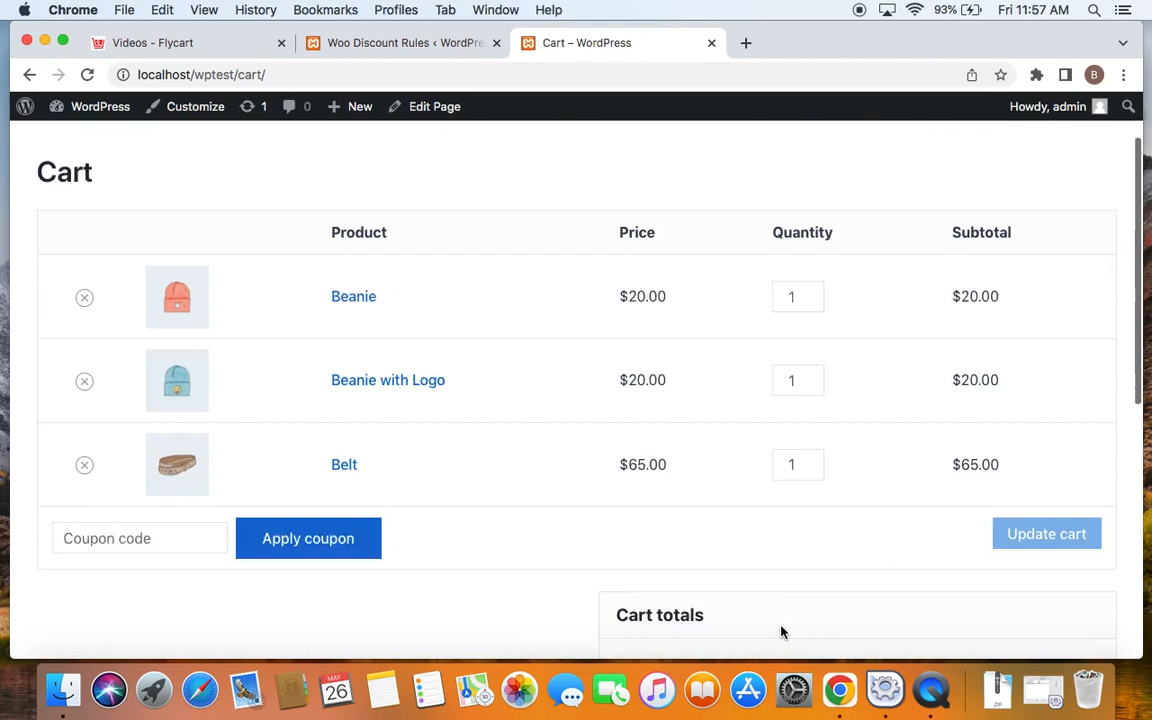 Chrome File Edit View History Bookmarks Profiles Tab Window Help 93% Fri 11:57 AM
Videos - Flycart Woo Discount Rules ‹ WordPre Cart – WordPress
localhost/wptest/cart/ B
WordPress Customize 1 0 New Edit Page Howdy, admin
Cart
Product Price Quantity Subtotal
Beanie $20.00 1 $20.00
Beanie with Logo $20.00 1 $20.00
Belt $65.00 1 $65.00
Coupon code Apply coupon Update cart
Cart totals
MAY
26